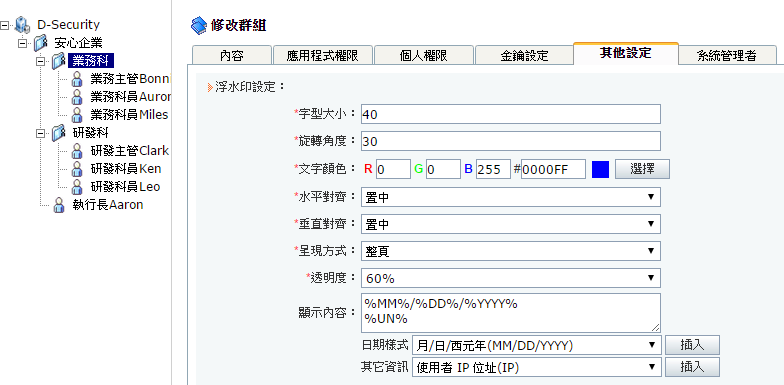 D-Security
安心企業
業務科
業務主管Bonn
業務科員Auror
業務科員Miles
研發科
研發主管Clark
研發科員Ken
研發科員Leo
執行長Aaron
修改群組
內容
應用程式權限
個人權限
金鑰設定
其他設定
系統管理者
浮水印設定：
*字型大小： 40
*旋轉角度： 30
*文字顏色： R 0 G 0 B 255 #0000FF 選擇
*水平對齊： 置中
*垂直對齊： 置中
*呈現方式： 整頁
*透明度： 60%
顯示內容： %MM%/%DD%/%YYYY%
%UN%
日期樣式 月/日/西元年(MM/DD/YYYY) 插入
其它資訊 使用者 IP 位址(IP) 插入